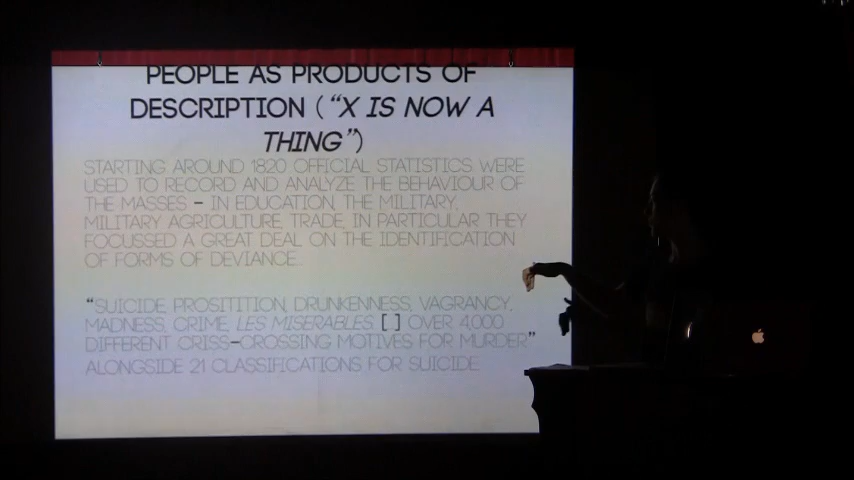 PEOPLE AS PRODUCTS OF
DESCRIPTION ("X IS NOW A
THING")
STARTING AROUND 1820 OFFICIAL STATISTICS WERE
USED TO RECORD AND ANALYZE THE BEHAVIOUR OF
THE MASSES - IN EDUCATION, THE MILITARY,
MILITARY AGRICULTURE, TRADE, IN PARTICULAR THEY
FOCUSSED A GREAT DEAL ON THE IDENTIFICATION
OF FORMS OF DEVIANCE...
"SUICIDE PROSITITION, DRUNKENNESS, VAGRANCY,
MADNESS, CRIME, LES MISERABLES. [ ] OVER 4,000
DIFFERENT CRISS-CROSSING MOTIVES FOR MURDER"
ALONGSIDE 21 CLASSIFICATIONS FOR SUICIDE.